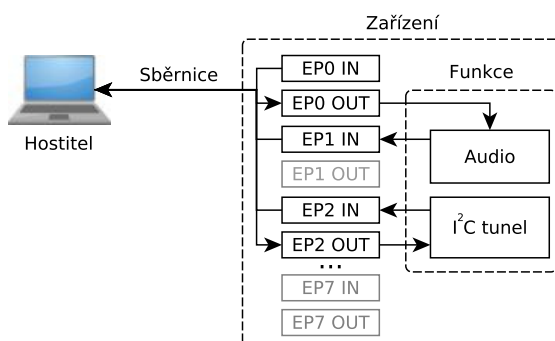 Zařízení
Sběrnice
Hostitel
EP0 IN
EP0 OUT
EP1 IN
EP1 OUT
EP2 IN
EP2 OUT
...
EP7 IN
EP7 OUT
Funkce
Audio
I²C tunel